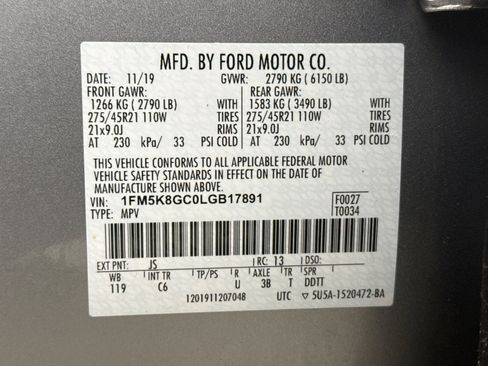 MFD. BY FORD MOTOR CO.
DATE: 11/19 GVWR: 2790 KG ( 6150 LB)
FRONT GAWR: REAR GAWR:
1266 KG ( 2790 LB) WITH 1583 KG ( 3490 LB) WITH
275/45R21 110W TIRES 275/45R21 110W TIRES
21x9.0J RIMS 21x9.0J RIMS
AT 230 kPa/ 33 PSI COLD AT 230 kPa/ 33 PSI COLD
THIS VEHICLE CONFORMS TO ALL APPLICABLE FEDERAL MOTOR
VEHICLE SAFETY STANDARDS IN EFFECT ON THE DATE OF
MANUFACTURE SHOWN ABOVE.
VIN: 1FM5K8GC0LGB17891 F0027
TYPE: MPV T0034
EXT PNT: JS RC: 13 DSO:
WB INT TR TP/PS R AXLE TR SPR
119 C6 U 3B T DDTT
1201911207048 UTC ▽ 5U5A-1520472-BA